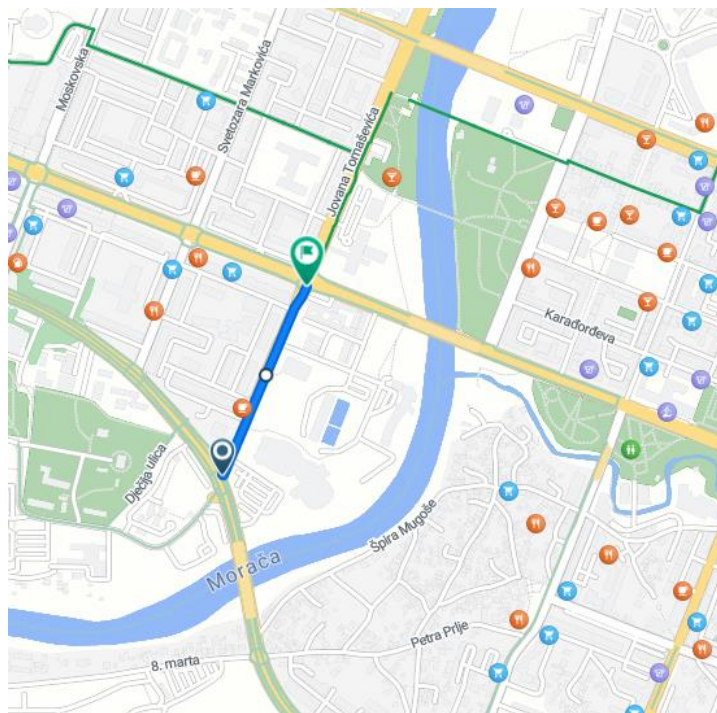 Moskovska
Svetozara Markovića
Jovana Tomaševića
Karađorđeva
Dječija ulica
Špira Mugoše
Morača
Petra Prlje
8. marta